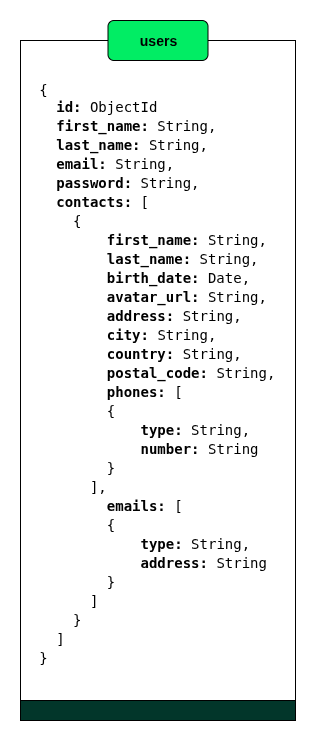 users
{
  id: ObjectId
  first_name: String,
  last_name: String,
  email: String,
  password: String,
  contacts: [
    {
        first_name: String,
        last_name: String,
        birth_date: Date,
        avatar_url: String,
        address: String,
        city: String,
        country: String,
        postal_code: String,
        phones: [
        {
            type: String,
            number: String
        }
      ],
        emails: [
        {
            type: String,
            address: String
        }
      ]
    }
  ]
}